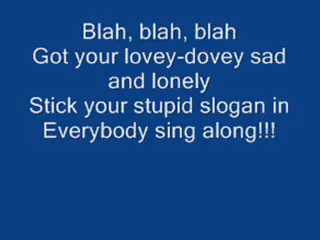 Blah, blah, blah
Got your lovey-dovey sad
and lonely
Stick your stupid slogan in
Everybody sing along!!!